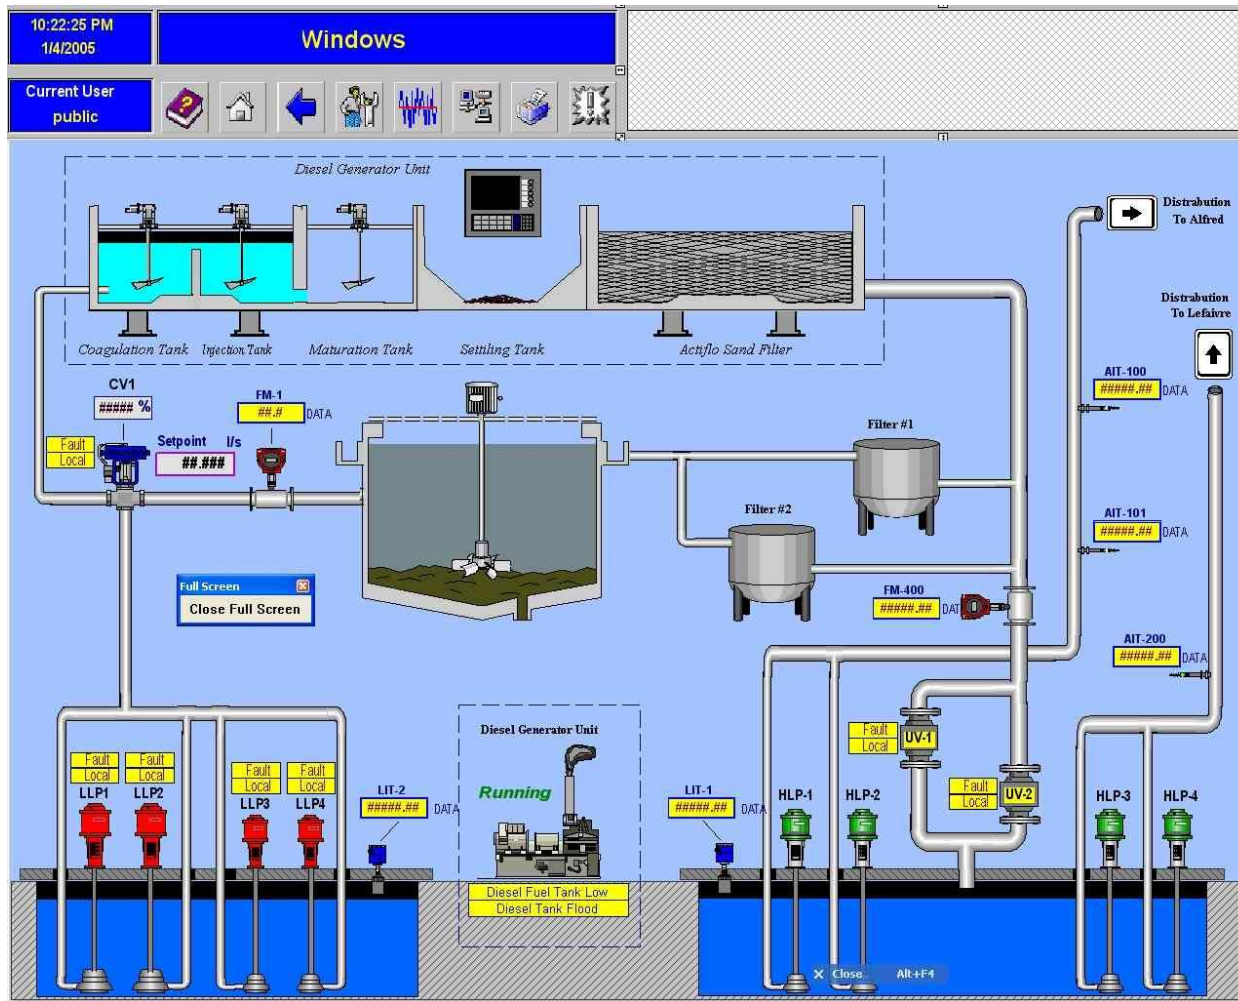 10:22:25 PM
1/4/2005
Windows
Current User
public
Diesel Generator Unit
Coagulation Tank
Injection Tank
Maturation Tank
Settiling Tank
Actiflo Sand Filter
Distrabution
To Alfred
Distrabution
To Lefaivre
CV1
##### %
Fault
Local
Setpoint l/s
##.###
FM-1
##.#
DATA
Filter #1
Filter #2
AIT-100
#####.##
DATA
AIT-101
#####.##
DATA
FM-400
#####.##
DAT
AIT-200
#####.##
DATA
Full Screen
Close Full Screen
Fault
Local
LLP1
Fault
Local
LLP2
Fault
Local
LLP3
Fault
Local
LLP4
LIT-2
#####.##
DATA
Diesel Generator Unit
Running
Diesel Fuel Tank Low
Diesel Tank Flood
LIT-1
#####.##
DATA
HLP-1
HLP-2
Fault
Local
UV-1
Fault
Local
UV-2
HLP-3
HLP-4
X Close Alt+F4